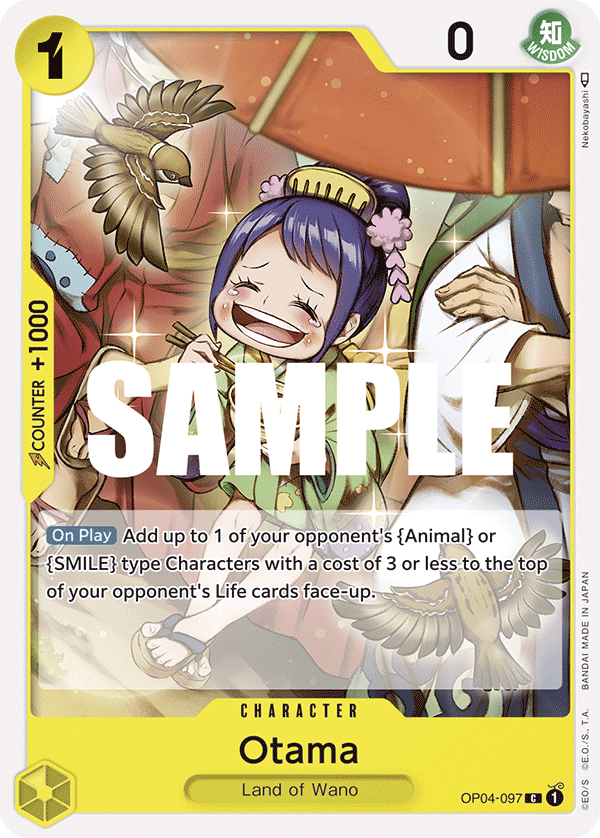 1
0
知
WISDOM
Nekobayashi
COUNTER +1000
SAMPLE
On Play Add up to 1 of your opponent's {Animal} or
{SMILE} type Characters with a cost of 3 or less to the top
of your opponent's Life cards face-up.
CHARACTER
Otama
Land of Wano
OP04-097 C 1
©E.O./S ©E.O./S., T.A. BANDAI MADE IN JAPAN